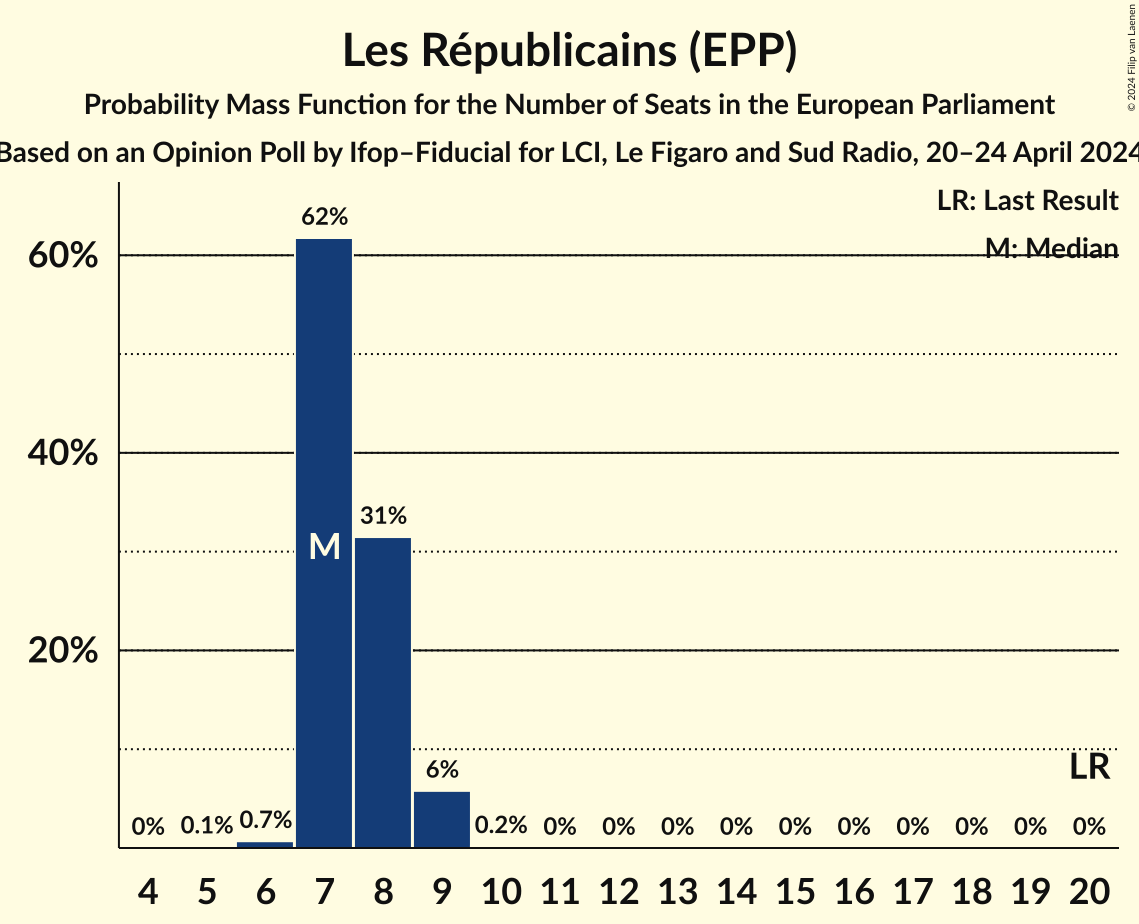 Les Républicains (EPP)
Probability Mass Function for the Number of Seats in the European Parliament
Based on an Opinion Poll by Ifop–Fiducial for LCI, Le Figaro and Sud Radio, 20–24 April 2024
© 2024 Filip van Laenen
LR: Last Result
M: Median
60%
40%
20%
62%
31%
M
LR
6%
0% 0.1% 0.7% 0.2% 0% 0% 0% 0% 0% 0% 0% 0% 0% 0%
4 5 6 7 8 9 10 11 12 13 14 15 16 17 18 19 20